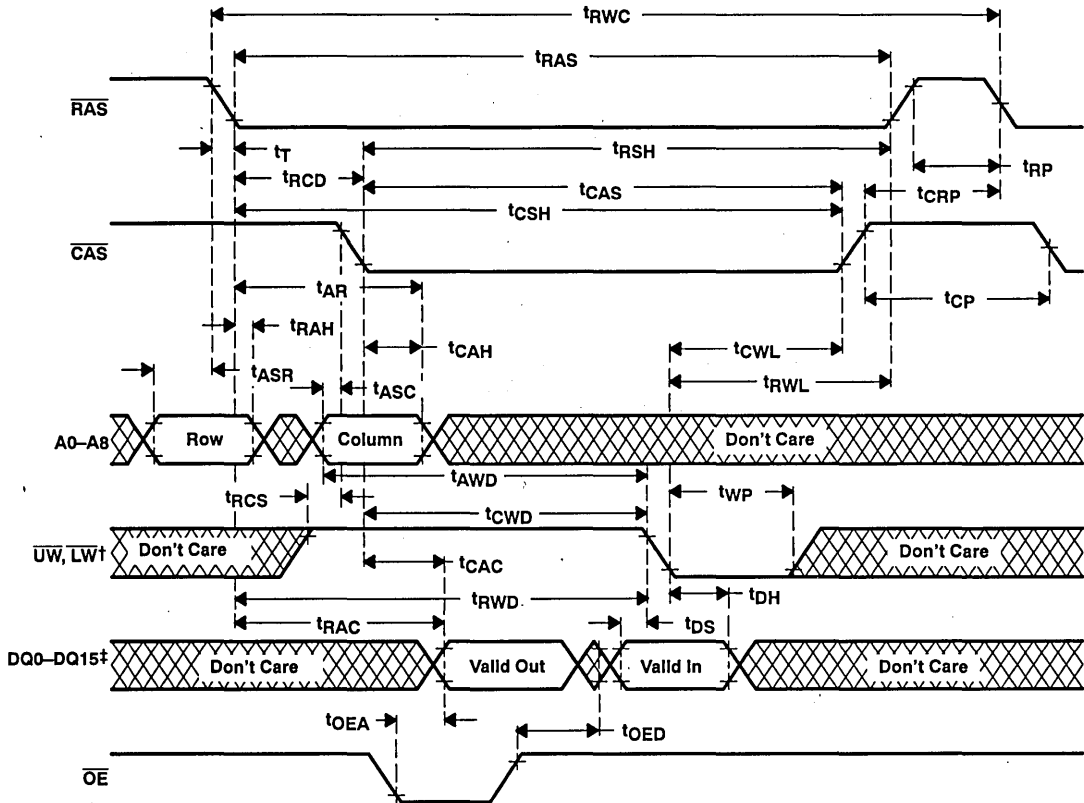 tRWC
tRAS
RAS
tT
tRSH
tRP
tRCD
tCAS
tCRP
tCSH
CAS
tAR
tCP
tRAH
tCAH
tCWL
tASR
tASC
tRWL
A0–A8
Row
Column
Don't Care
tAWD
tRCS
tWP
tCWD
UW, LW†
Don't Care
Don't Care
tCAC
tDH
tRWD
tRAC
tDS
DQ0–DQ15‡
Don't Care
Valid Out
Valid In
Don't Care
tOEA
tOED
OE